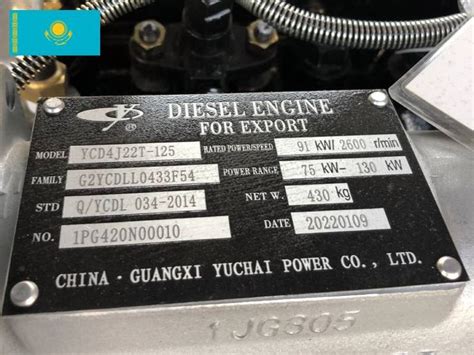 DIESEL ENGINE
FOR EXPORT
MODEL YCD4J22T-125 RATED POWER/SPEED 91 kW/2600 r/min
FAMILY G2YCDLL0433F54 POWER RANGE 75 kW- 130 kW
STD Q/YCDL 034-2014 NET W. 430 kg
NO. 1PG420N00010 DATE 20220109
CHINA · GUANGXI YUCHAI POWER CO., LTD.
1JG605